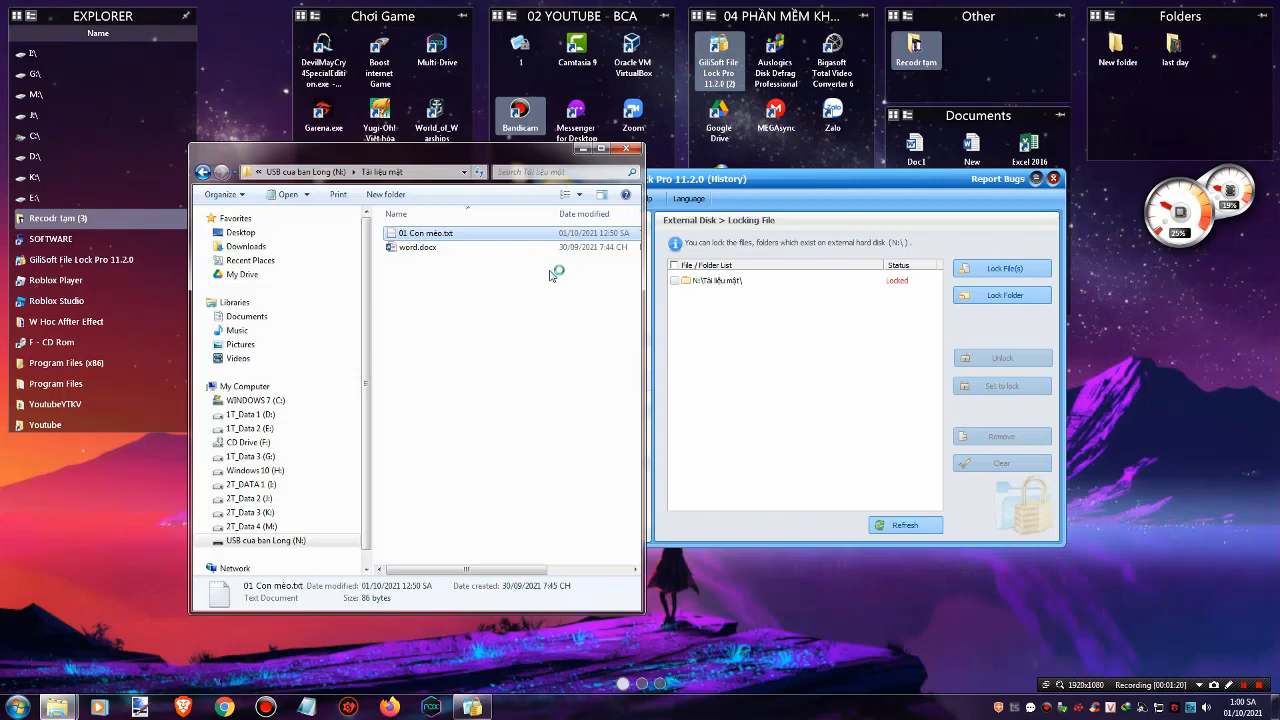 EXPLORER
Name
I:\
G:\
M:\
J:\
C:\
D:\
K:\
E:\
Recodr tạm (3)
SOFTWARE
GiliSoft File Lock Pro 11.2.0
Roblox Player
Roblox Studio
W Hoc Affter Effect
F - CD Rom
Program Files (x86)
Program Files
YoutubeYTKV
Youtube
Chơi Game
DevilMayCry
4SpecialEditi
on.exe -...
Boost
internet
Game
Multi-Drive
Garena.exe
Yugi-Oh!
Việt hóa
World_of_W
arships
02 YOUTUBE - BCA
1
Camtasia 9
Oracle VM
VirtualBox
Bandicam
Messenger
for Desktop
Zoom
04 PHẦN MỀM KH...
GiliSoft File
Lock Pro
11.2.0 (2)
Auslogics
Disk Defrag
Professional
Bigasoft
Total Video
Converter 6
Google
Drive
MEGAsync
Zalo
Other
Recodr tạm
Documents
Doc1
New
Excel 2016
Folders
New folder
last day
25%
19%
USB cua ban Long (N:)
Tài liệu mật
Search Tài liệu mật
Organize
Open
Print
New folder
Favorites
Desktop
Downloads
Recent Places
My Drive
Libraries
Documents
Music
Pictures
Videos
My Computer
WINDOWS 7 (C:)
1T_Data 1 (D:)
1T_Data 2 (E:)
CD Drive (F:)
1T_Data 3 (G:)
Windows 10 (H:)
2T_DATA 1 (I:)
2T_Data 2 (J:)
2T_Data 3 (K:)
2T_Data 4 (M:)
USB cua ban Long (N:)
Network
Name
Date modified
01 Con mèo.txt
01/10/2021 12:50 SA
word.docx
30/09/2021 7:44 CH
01 Con mèo.txt Date modified: 01/10/2021 12:50 SA
Date created: 30/09/2021 7:45 CH
Text Document
Size: 86 bytes
ck Pro 11.2.0 (History)
Report Bugs
lp
Language
External Disk > Locking File
You can lock the files, folders which exist on external hard disk (N:\ ).
File / Folder List
Status
N:\Tài liệu mật\
Locked
Lock File(s)
Lock Folder
Unlock
Set to lock
Remove
Clear
Refresh
1920x1080
Recording [00:01:20]
1:00 SA
01/10/2021